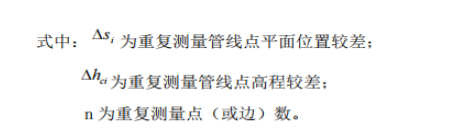 式中：Δsᵢ 为重复测量管线点平面位置较差；
Δh_ci 为重复测量管线点高程较差；
n 为重复测量点（或边）数。